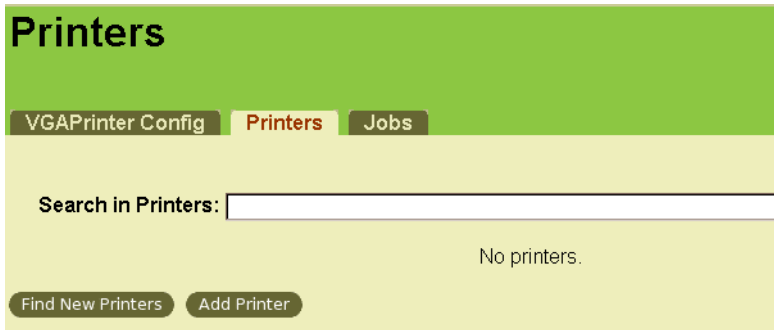 Printers
VGAPrinter Config Printers Jobs
Search in Printers:
No printers.
Find New Printers Add Printer